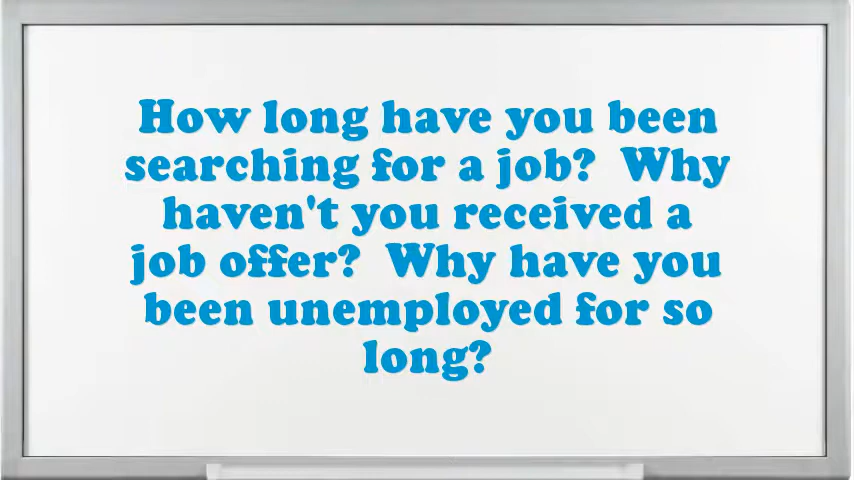 How long have you been
searching for a job?  Why
haven't you received a
job offer?  Why have you
been unemployed for so
long?